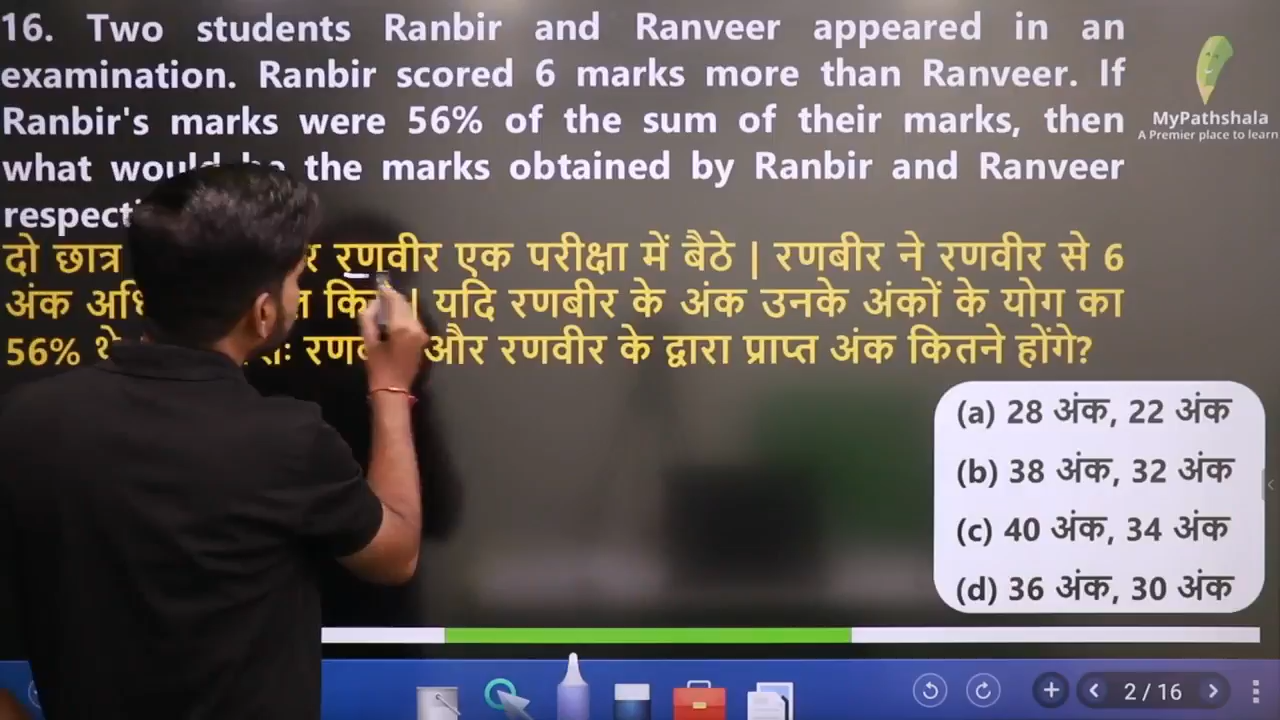 16. Two students Ranbir and Ranveer appeared in an
examination. Ranbir scored 6 marks more than Ranveer. If
Ranbir's marks were 56% of the sum of their marks, then
what the marks obtained by Ranbir and Ranveer
दो छात्र रणवीर एक परीक्षा में बैठे | रणबीर ने रणवीर से 6
अंक यदि रणबीर के अंक उनके अंकों के योग का
56% और रणवीर के द्वारा प्राप्त अंक कितने होंगे?
(a) 28 अंक, 22 अंक
(b) 38 अंक, 32 अंक
(c) 40 अंक, 34 अंक
(d) 36 अंक, 30 अंक
MyPathshala
A Premier place to learn
2 / 16